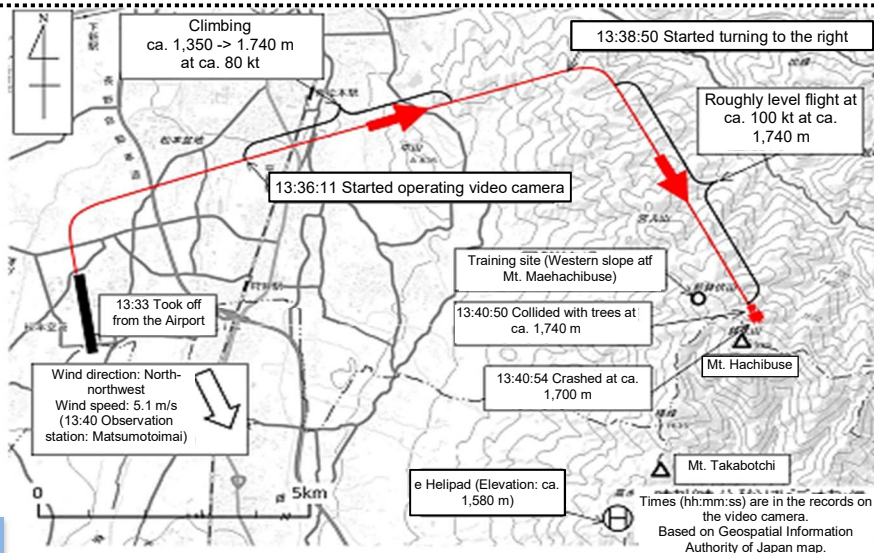 Climbing
ca. 1,350 -> 1.740 m
at ca. 80 kt
13:38:50 Started turning to the right
Roughly level flight at
ca. 100 kt at ca.
1,740 m
13:36:11 Started operating video camera
Training site (Western slope atf
Mt. Maehachibuse)
13:33 Took off
from the Airport
13:40:50 Collided with trees at
ca. 1,740 m
Mt. Hachibuse
Wind direction: North-
northwest
Wind speed: 5.1 m/s
(13:40 Observation
station: Matsumotoimai)
13:40:54 Crashed at ca.
1,700 m
Mt. Takabotchi
0
5km
e Helipad (Elevation: ca.
1,580 m)
H
Times (hh:mm:ss) are in the records on
the video camera.
Based on Geospatial Information
Authority of Japan map.